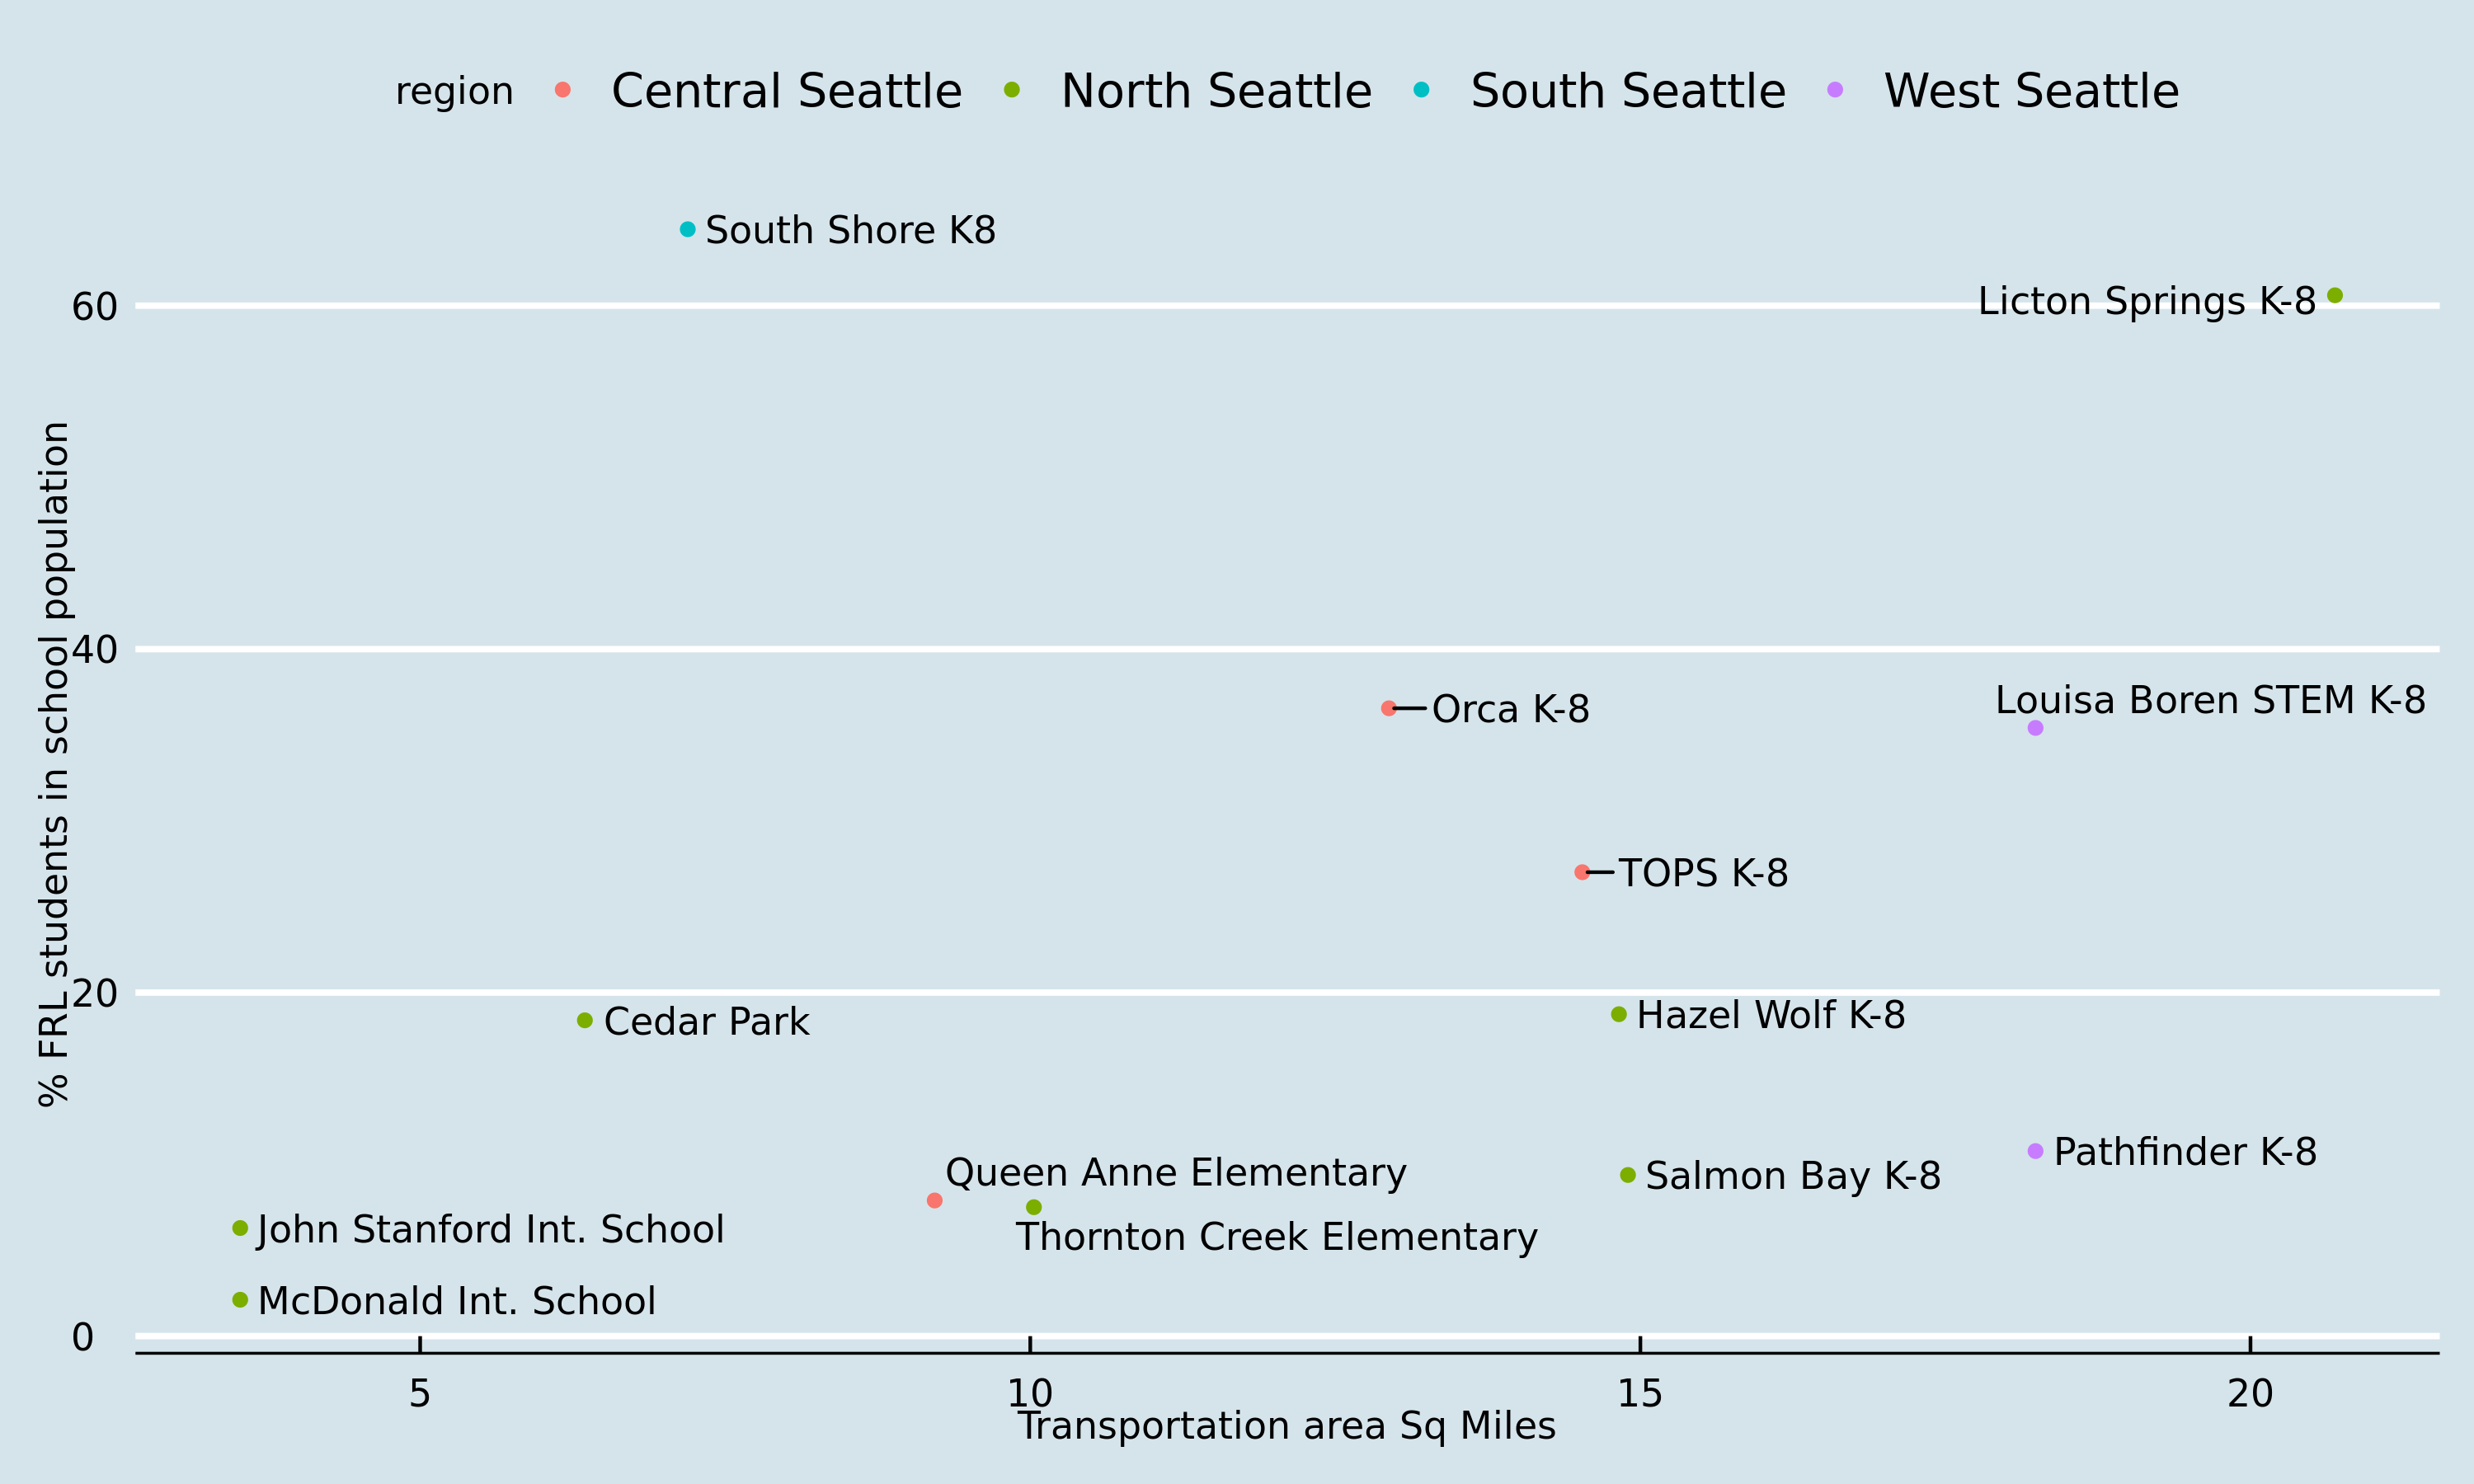 region Central Seattle North Seattle South Seattle West Seattle
South Shore K8
60
Licton Springs K-8
% FRL students in school population
40
Louisa Boren STEM K-8
Orca K-8
TOPS K-8
20
Hazel Wolf K-8
Cedar Park
Pathfinder K-8
Queen Anne Elementary
Salmon Bay K-8
John Stanford Int. School
Thornton Creek Elementary
McDonald Int. School
0
5 10 15 20
Transportation area Sq Miles